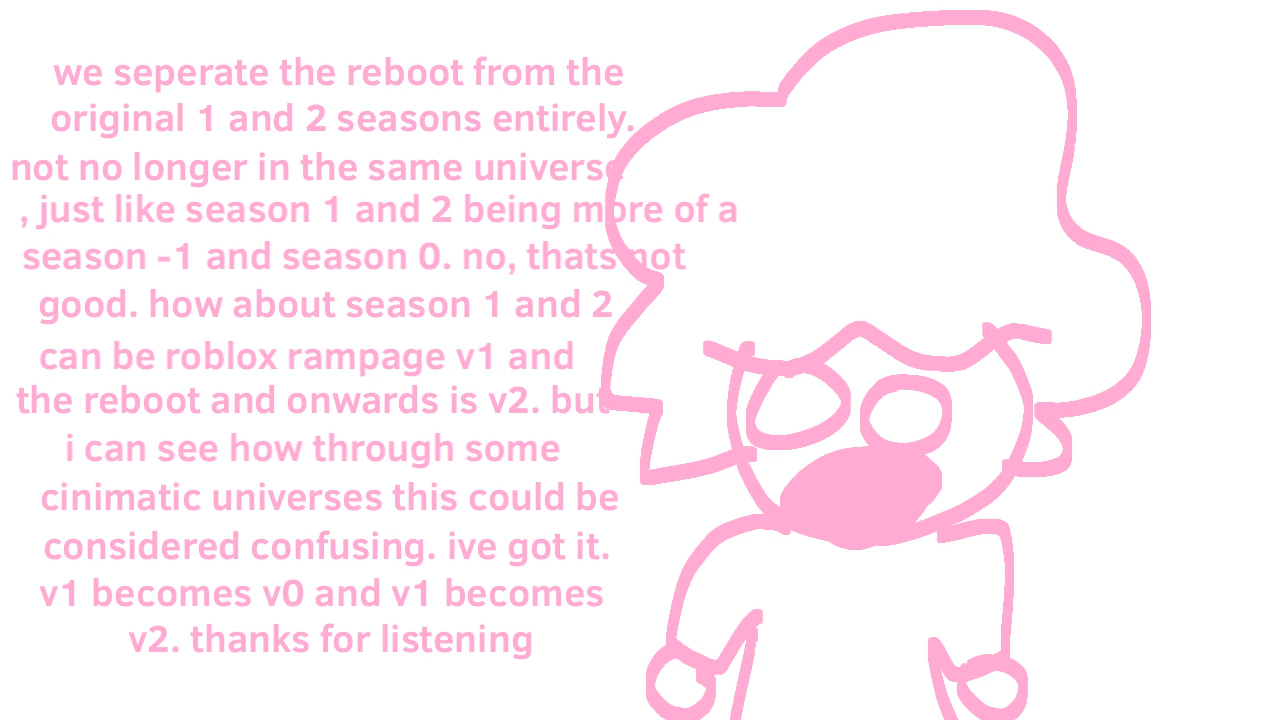 we seperate the reboot from the
original 1 and 2 seasons entirely.
not no longer in the same universe
, just like season 1 and 2 being more of a
season -1 and season 0. no, thats not
good. how about season 1 and 2
can be roblox rampage v1 and
the reboot and onwards is v2. but
i can see how through some
cinimatic universes this could be
considered confusing. ive got it.
v1 becomes v0 and v1 becomes
v2. thanks for listening